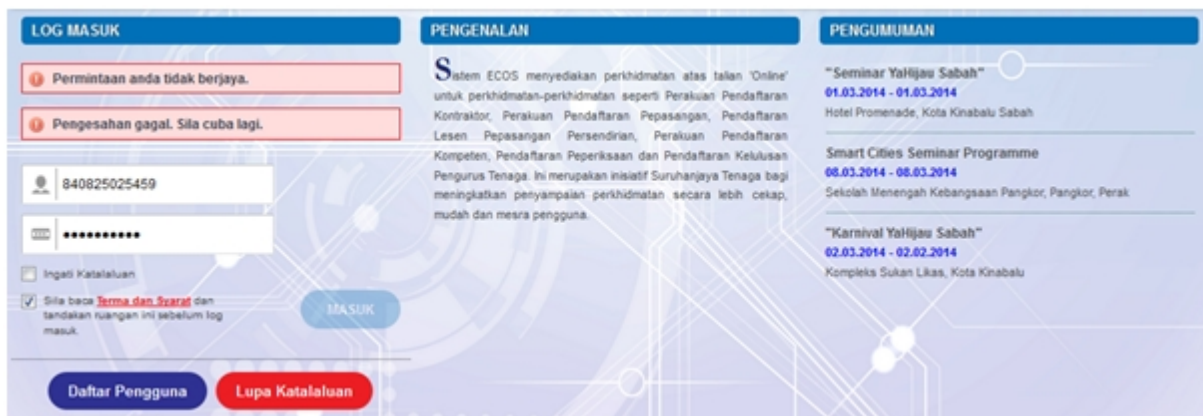 LOG MASUK
Permintaan anda tidak berjaya.
Pengesahan gagal. Sila cuba lagi.
840825025459
••••••••••
Ingati Katalaluan
Sila baca Terma dan Syarat dan
tandakan ruangan ini sebelum log
masuk.
MASUK
Daftar Pengguna
Lupa Katalaluan
PENGENALAN
Sistem ECOS menyediakan perkhidmatan atas talian 'Online'
untuk perkhidmatan-perkhidmatan seperti Perakuan Pendaftaran
Kontraktor, Perakuan Pendaftaran Pepasangan, Pendaftaran
Lesen Pepasangan Persendirian, Perakuan Pendaftaran
Kompeten, Pendaftaran Peperiksaan dan Pendaftaran Kelulusan
Pengurus Tenaga. Ini merupakan inisiatif Suruhanjaya Tenaga bagi
meningkatkan penyampaian perkhidmatan secara lebih cekap,
mudah dan mesra pengguna.
PENGUMUMAN
"Seminar YaHijau Sabah"
01.03.2014 - 01.03.2014
Hotel Promenade, Kota Kinabalu Sabah
Smart Cities Seminar Programme
08.03.2014 - 08.03.2014
Sekolah Menengah Kebangsaan Pangkor, Pangkor, Perak
"Karnival YaHijau Sabah"
02.03.2014 - 02.02.2014
Kompleks Sukan Likas, Kota Kinabalu